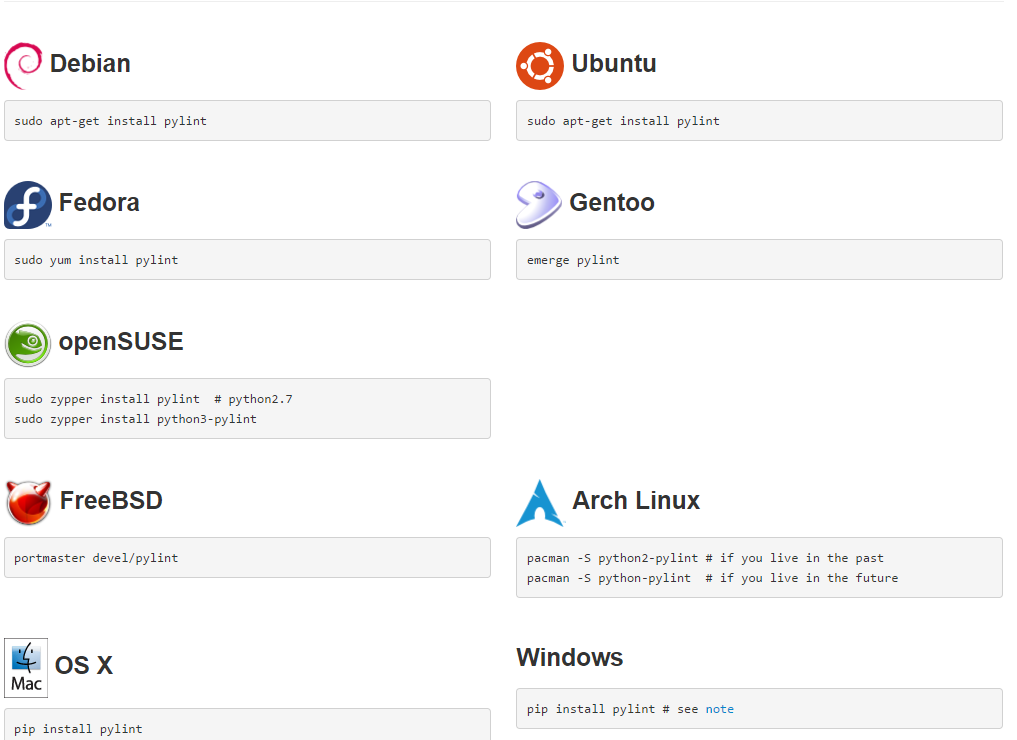 Debian
sudo apt-get install pylint
Ubuntu
sudo apt-get install pylint
Fedora
sudo yum install pylint
Gentoo
emerge pylint
openSUSE
sudo zypper install pylint  # python2.7
sudo zypper install python3-pylint
FreeBSD
portmaster devel/pylint
Arch Linux
pacman -S python2-pylint # if you live in the past
pacman -S python-pylint  # if you live in the future
Mac
OS X
pip install pylint
Windows
pip install pylint # see note